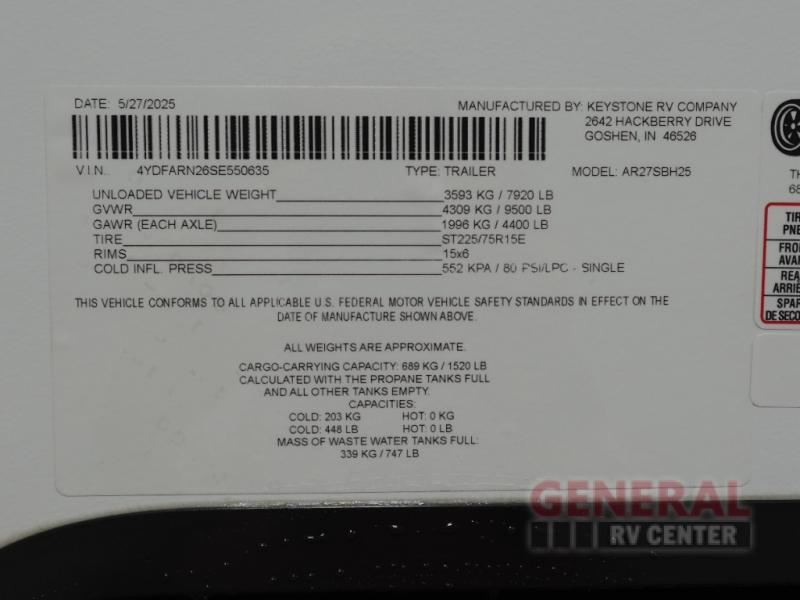 DATE: 5/27/2025
MANUFACTURED BY: KEYSTONE RV COMPANY
2642 HACKBERRY DRIVE
GOSHEN, IN 46526
V.I.N.. 4YDFARN26SE550635 TYPE: TRAILER MODEL: AR27SBH25
UNLOADED VEHICLE WEIGHT 3593 KG / 7920 LB
GVWR 4309 KG / 9500 LB
GAWR (EACH AXLE) 1996 KG / 4400 LB
TIRE ST225/75R15E
RIMS 15x6
COLD INFL. PRESS 552 KPA / 80 PSI/LPC - SINGLE
THIS VEHICLE CONFORMS TO ALL APPLICABLE U.S. FEDERAL MOTOR VEHICLE SAFETY STANDARDS IN EFFECT ON THE
DATE OF MANUFACTURE SHOWN ABOVE.
ALL WEIGHTS ARE APPROXIMATE.
CARGO-CARRYING CAPACITY: 689 KG / 1520 LB
CALCULATED WITH THE PROPANE TANKS FULL
AND ALL OTHER TANKS EMPTY.
CAPACITIES:
COLD: 203 KG HOT: 0 KG
COLD: 448 LB HOT: 0 LB
MASS OF WASTE WATER TANKS FULL:
339 KG / 747 LB
TH
68
TIR
PNE
FRO
AVA
REA
ARRIÈ
SPAR
DE SECO
GENERAL
RV CENTER